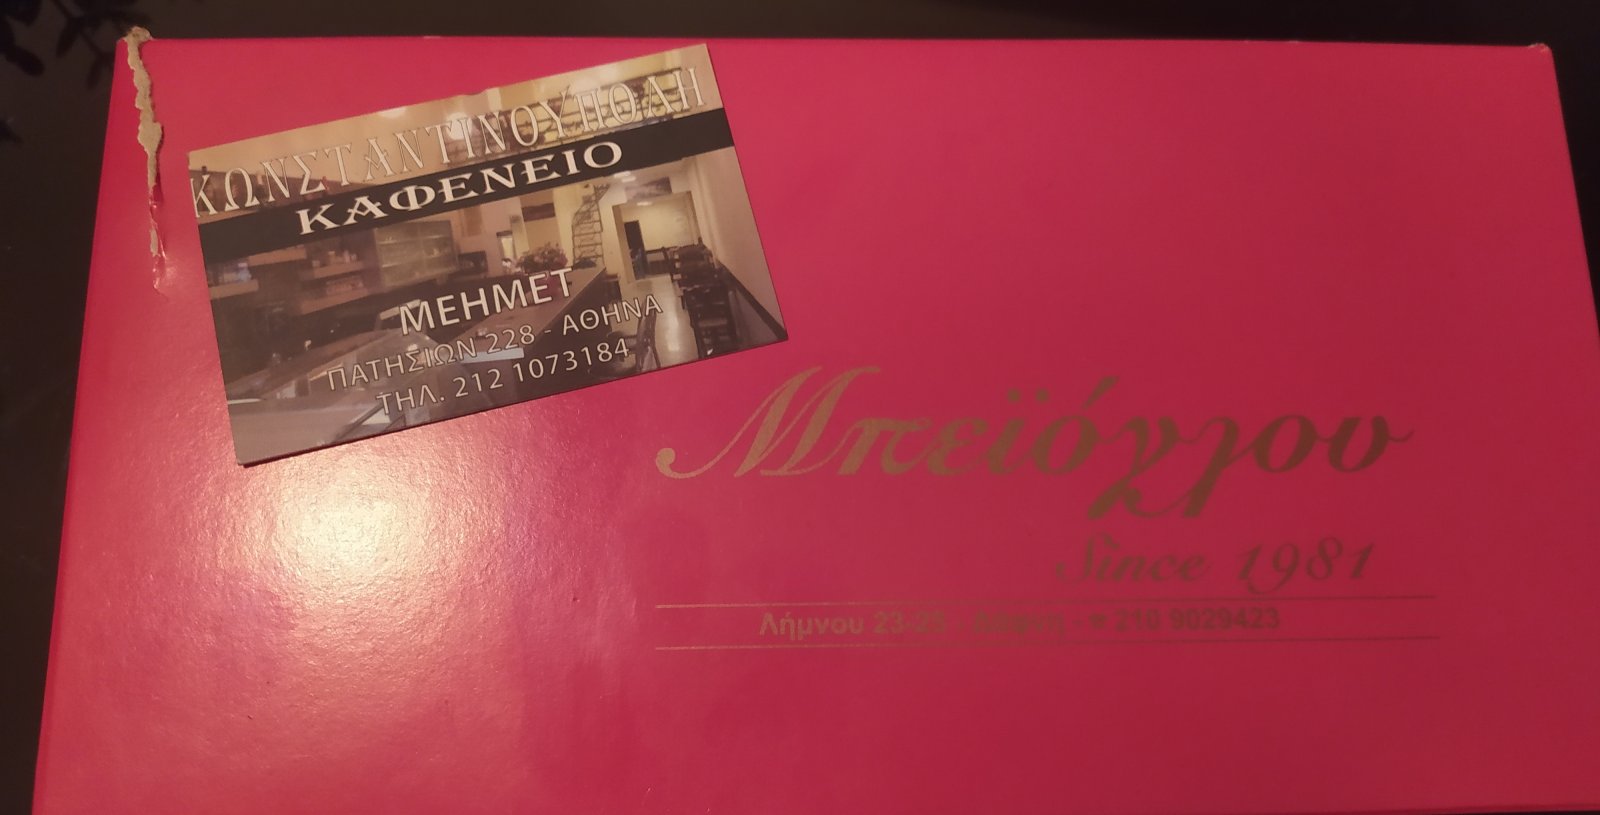 ΚΩΝΣΤΑΝΤΙΝΟΥΠΟΛΗ
ΚΑΦΕΝΕΙΟ
ΜΕΗΜΕΤ
ΠΑΤΗΣΙΩΝ 228 - ΑΘΗΝΑ
ΤΗΛ. 212 1073184
Μπεϊόγλου
Since 1981
Λήμνου 23-25 - Δάφνη - ☎ 210 9029423